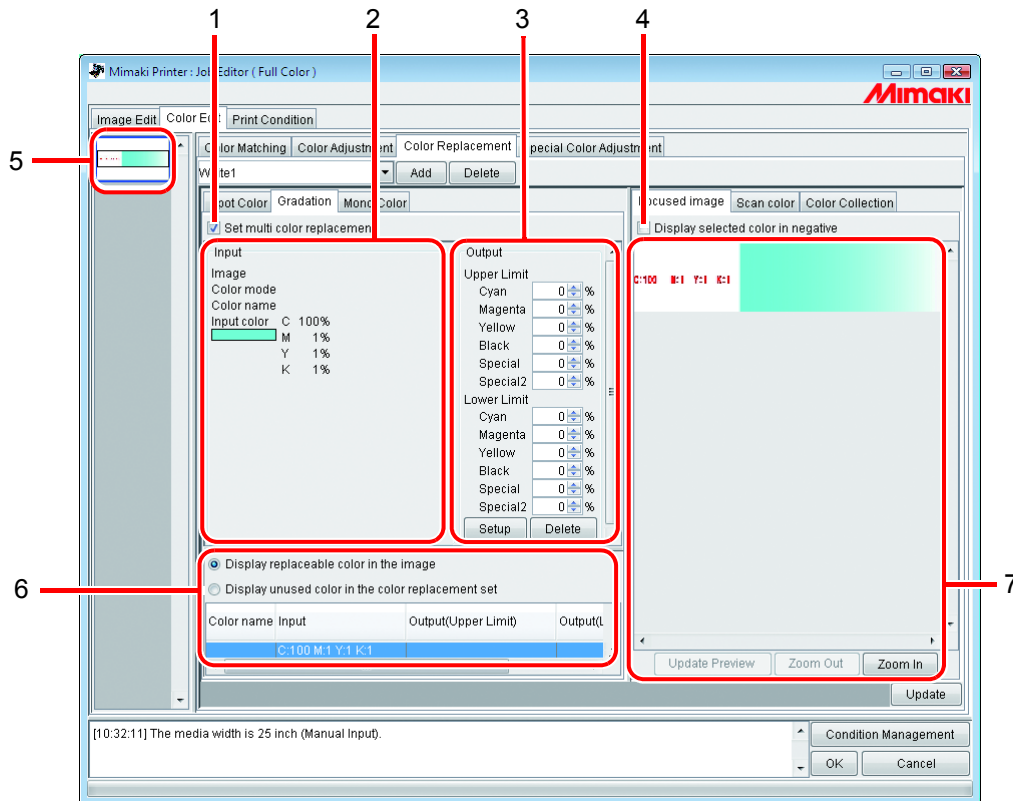 1 2 3 4
Mimaki Printer : Job Editor ( Full Color )
Mimaki
Image Edit Color Edit Print Condition
5
Color Matching Color Adjustment Color Replacement Special Color Adjustment
White1 Add Delete
Spot Color Gradation Mono Color
Focused image Scan color Color Collection
Set multi color replacement
Display selected color in negative
Input
Image
Color mode
Color name
Input color C 100%
M 1%
Y 1%
K 1%
Output
Upper Limit
Cyan 0 %
Magenta 0 %
Yellow 0 %
Black 0 %
Special 0 %
Special2 0 %
Lower Limit
Cyan 0 %
Magenta 0 %
Yellow 0 %
Black 0 %
Special 0 %
Special2 0 %
Setup Delete
C:100 M:1 Y:1 K:1
6
Display replaceable color in the image
Display unused color in the color replacement set
Color name Input Output(Upper Limit) Output(L
C:100 M:1 Y:1 K:1
7
Update Preview Zoom Out Zoom In
Update
[10:32:11] The media width is 25 inch (Manual Input).
Condition Management
OK Cancel